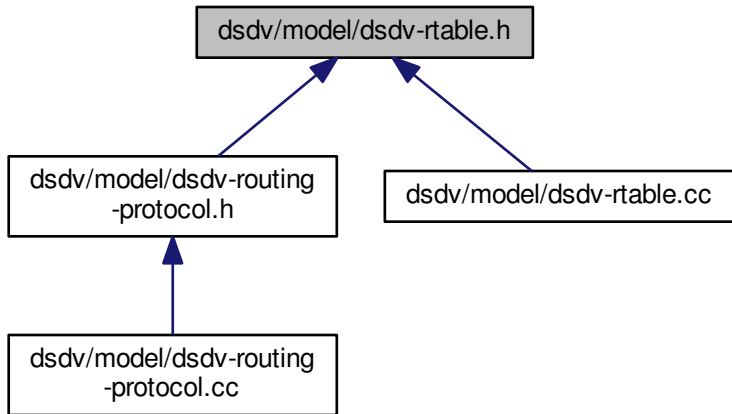 dsdv/model/dsdv-rtable.h
dsdv/model/dsdv-routing
-protocol.h
dsdv/model/dsdv-rtable.cc
dsdv/model/dsdv-routing
-protocol.cc